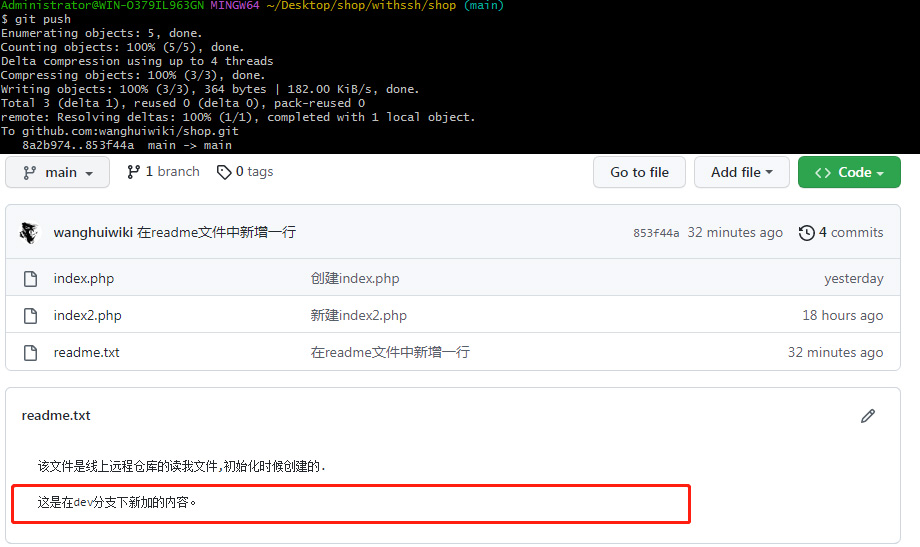 Administrator@WIN-O379IL963GN MINGW64 ~/Desktop/shop/withssh/shop (main)
$ git push
Enumerating objects: 5, done.
Counting objects: 100% (5/5), done.
Delta compression using up to 4 threads
Compressing objects: 100% (3/3), done.
Writing objects: 100% (3/3), 364 bytes | 182.00 KiB/s, done.
Total 3 (delta 1), reused 0 (delta 0), pack-reused 0
remote: Resolving deltas: 100% (1/1), completed with 1 local object.
To github.com:wanghuiwiki/shop.git
8a2b974..853f44a main -> main
main 1 branch 0 tags Go to file Add file <> Code
wanghuiwiki 在readme文件中新增一行 853f44a 32 minutes ago 4 commits
index.php 创建index.php yesterday
index2.php 新建index2.php 18 hours ago
readme.txt 在readme文件中新增一行 32 minutes ago
readme.txt
该文件是线上远程仓库的读我文件,初始化时候创建的.
这是在dev分支下新加的内容。